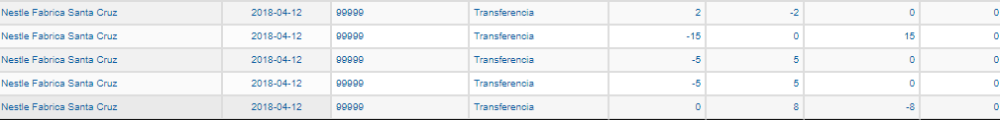 Nestle Fabrica Santa Cruz 2018-04-12 99999 Transferencia 2 -2 0 0
Nestle Fabrica Santa Cruz 2018-04-12 99999 Transferencia -15 0 15 0
Nestle Fabrica Santa Cruz 2018-04-12 99999 Transferencia -5 5 0 0
Nestle Fabrica Santa Cruz 2018-04-12 99999 Transferencia -5 5 0 0
Nestle Fabrica Santa Cruz 2018-04-12 99999 Transferencia 0 8 -8 0